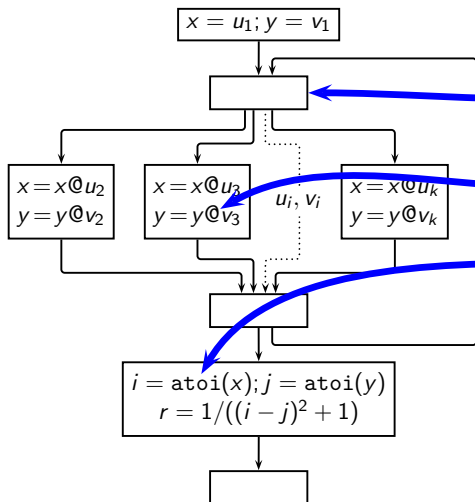 x = u₁; y = v₁
x = x@u₂
y = y@v₂
x = x@u₃
y = y@v₃
uᵢ, vᵢ
x = x@uₖ
y = y@vₖ
i = atoi(x); j = atoi(y)
r = 1/((i − j)² + 1)